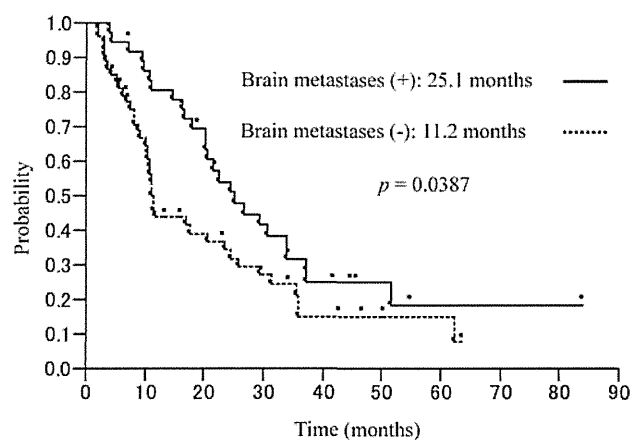 1.0
0.9
0.8
0.7
0.6
0.5
0.4
0.3
0.2
0.1
0.0
Probability
Brain metastases (+): 25.1 months
Brain metastases (-): 11.2 months
p = 0.0387
0 10 20 30 40 50 60 70 80 90
Time (months)